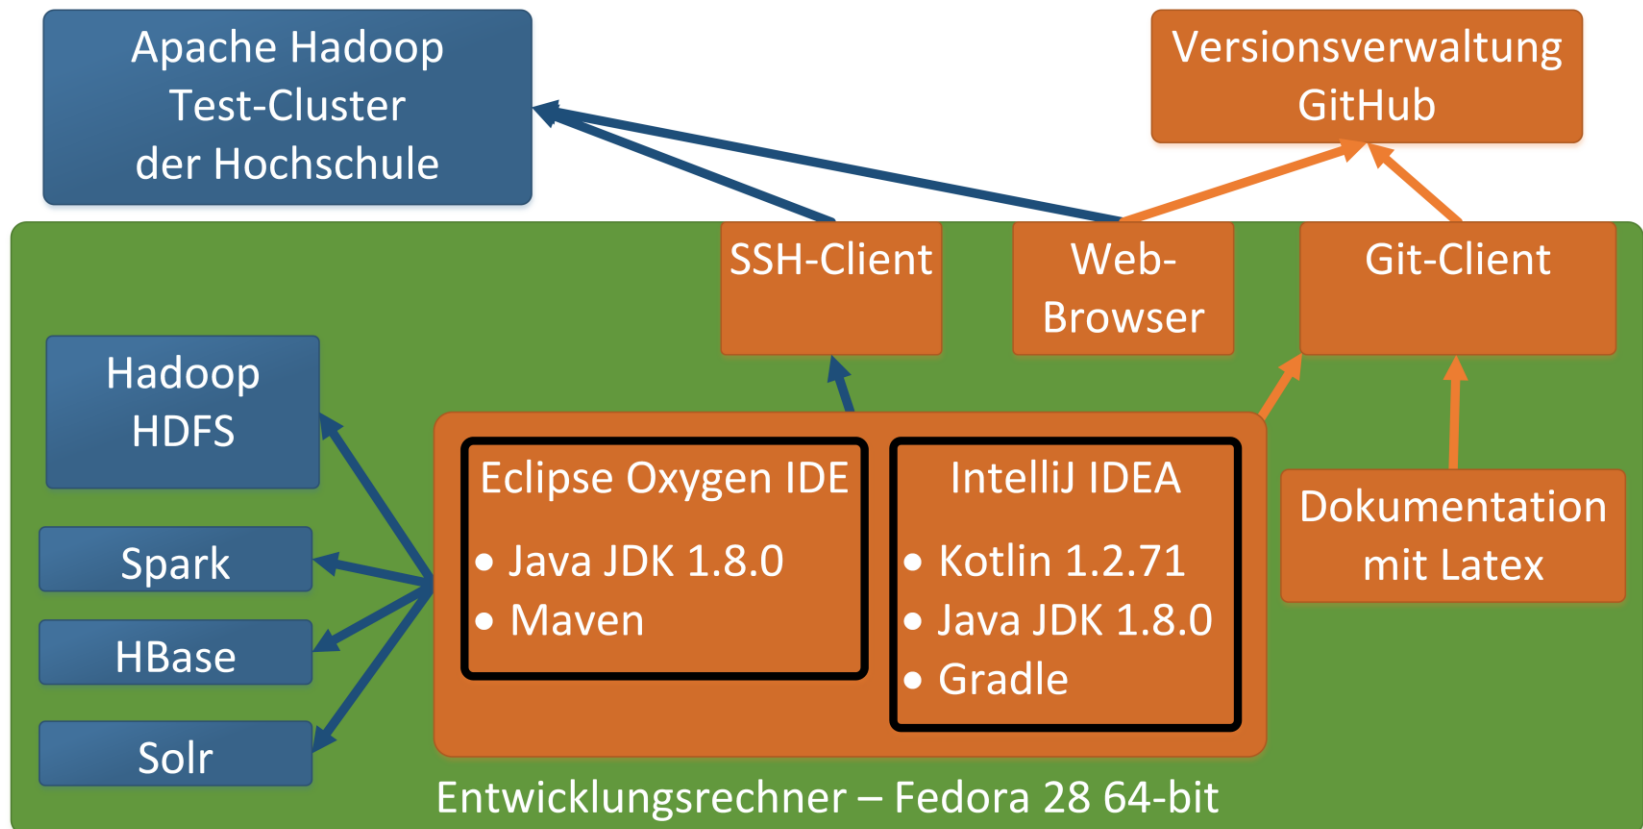 Apache Hadoop
Test-Cluster
der Hochschule
Versionsverwaltung
GitHub
SSH-Client
Web-
Browser
Git-Client
Hadoop
HDFS
Spark
HBase
Solr
Eclipse Oxygen IDE
• Java JDK 1.8.0
• Maven
IntelliJ IDEA
• Kotlin 1.2.71
• Java JDK 1.8.0
• Gradle
Dokumentation
mit Latex
Entwicklungsrechner – Fedora 28 64-bit